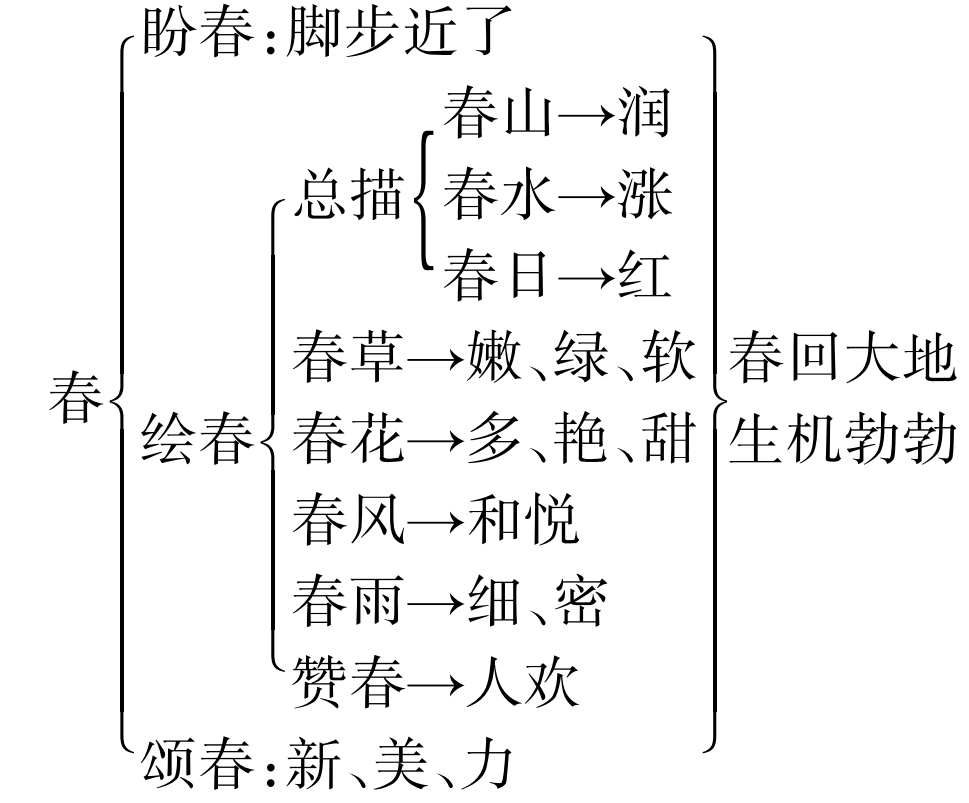 盼春:脚步近了
春山→润
总描
春水→涨
春日→红
春草→嫩、绿、软
春回大地
春
绘春
春花→多、艳、甜
生机勃勃
春风→和悦
春雨→细、密
赞春→人欢
颂春:新、美、力